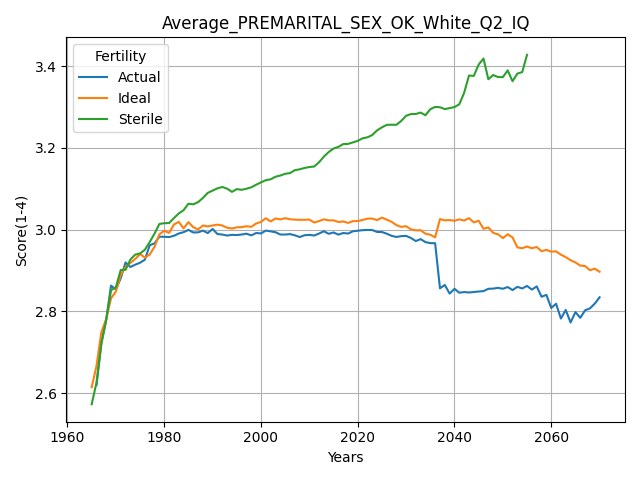 Average_PREMARITAL_SEX_OK_White_Q2_IQ
Fertility
Actual
Ideal
Sterile
Score(1-4)
3.4
3.2
3.0
2.8
2.6
1960
1980
2000
2020
2040
2060
Years